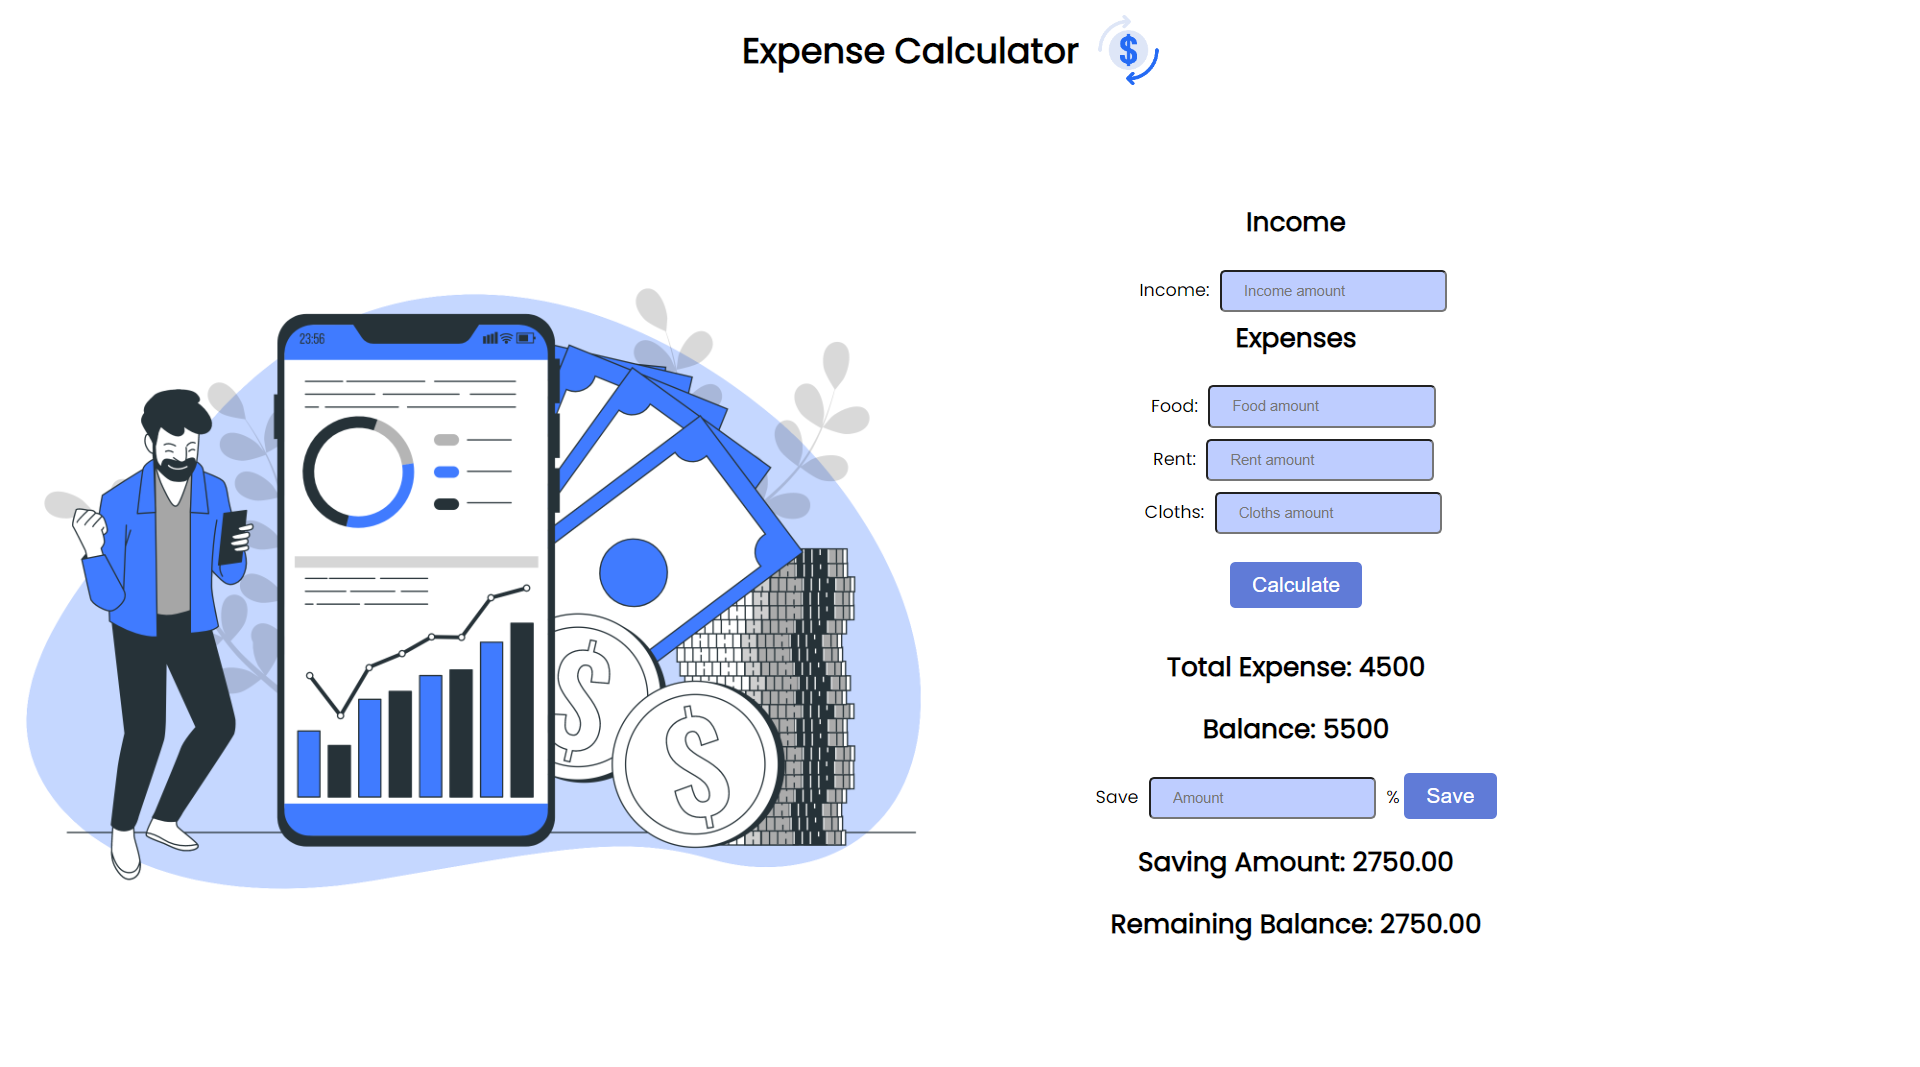 Expense Calculator
$
23:56
Income
Income: Income amount
Expenses
Food: Food amount
Rent: Rent amount
Cloths: Cloths amount
Calculate
Total Expense: 4500
Balance: 5500
Save Amount % Save
Saving Amount: 2750.00
Remaining Balance: 2750.00
$
$